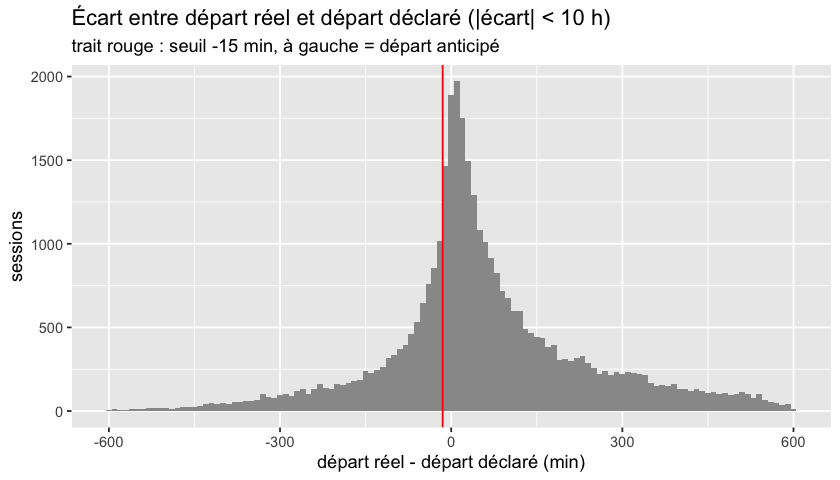 Écart entre départ réel et départ déclaré (|écart| < 10 h)
trait rouge : seuil -15 min, à gauche = départ anticipé
2000
1500
1000
500
0
sessions
-600 -300 0 300 600
départ réel - départ déclaré (min)